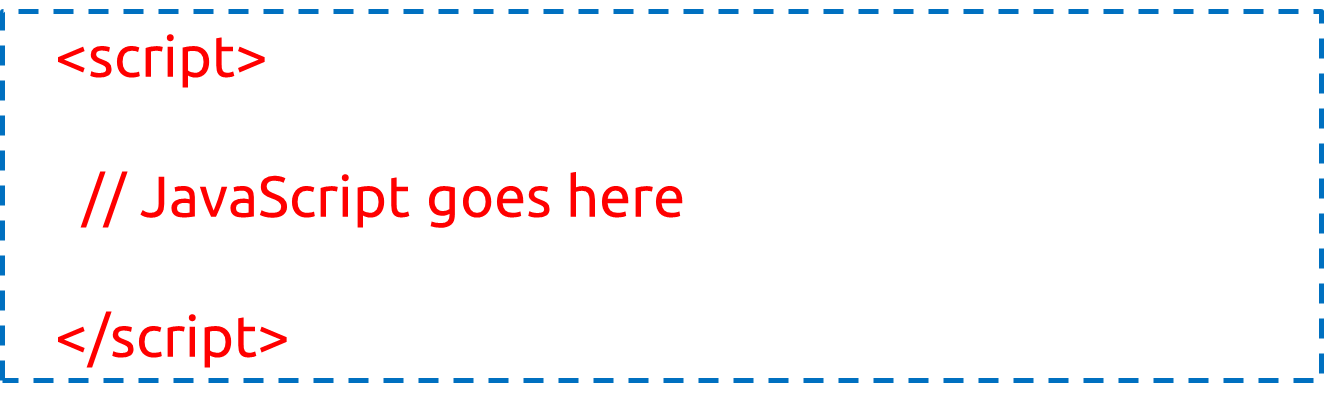 <script>
// JavaScript goes here
</script>